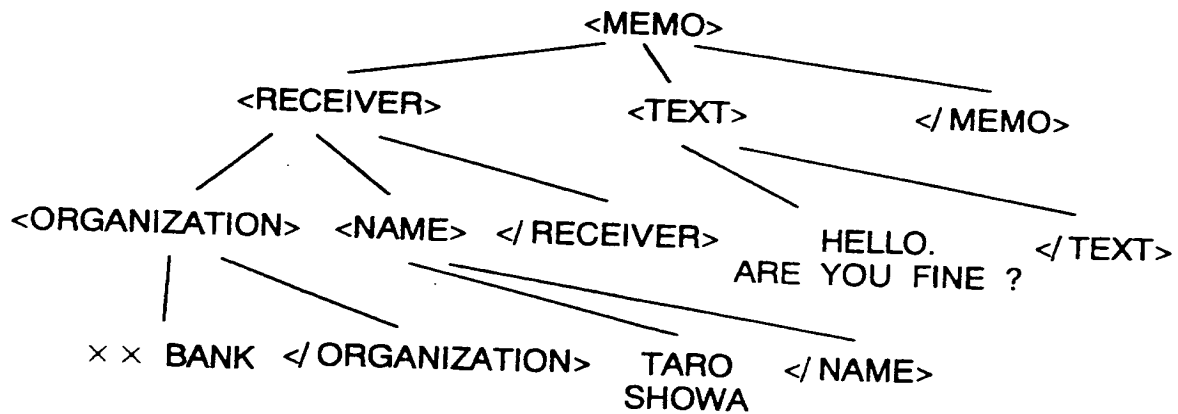 <MEMO>
<RECEIVER> <TEXT> </MEMO>
<ORGANIZATION> <NAME> </RECEIVER> HELLO. </TEXT>
ARE YOU FINE ?
×× BANK </ORGANIZATION> TARO </NAME>
SHOWA